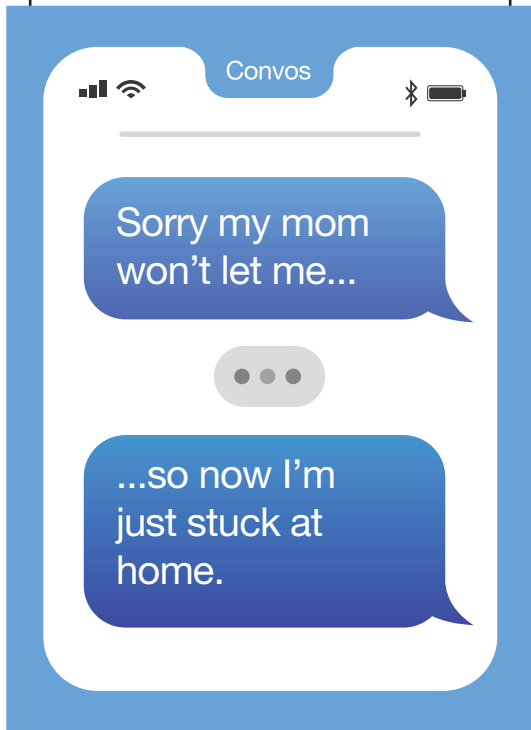 Convos
Sorry my mom
won’t let me...
...so now I’m
just stuck at
home.